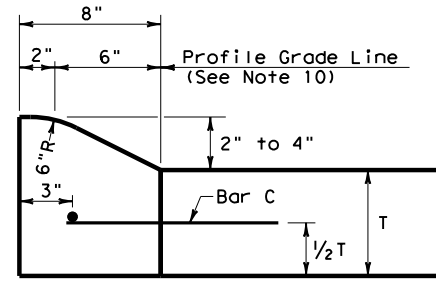 8"
2"
6"
Profile Grade Line
(See Note 10)
6"R
2" to 4"
3"
Bar C
T
½T